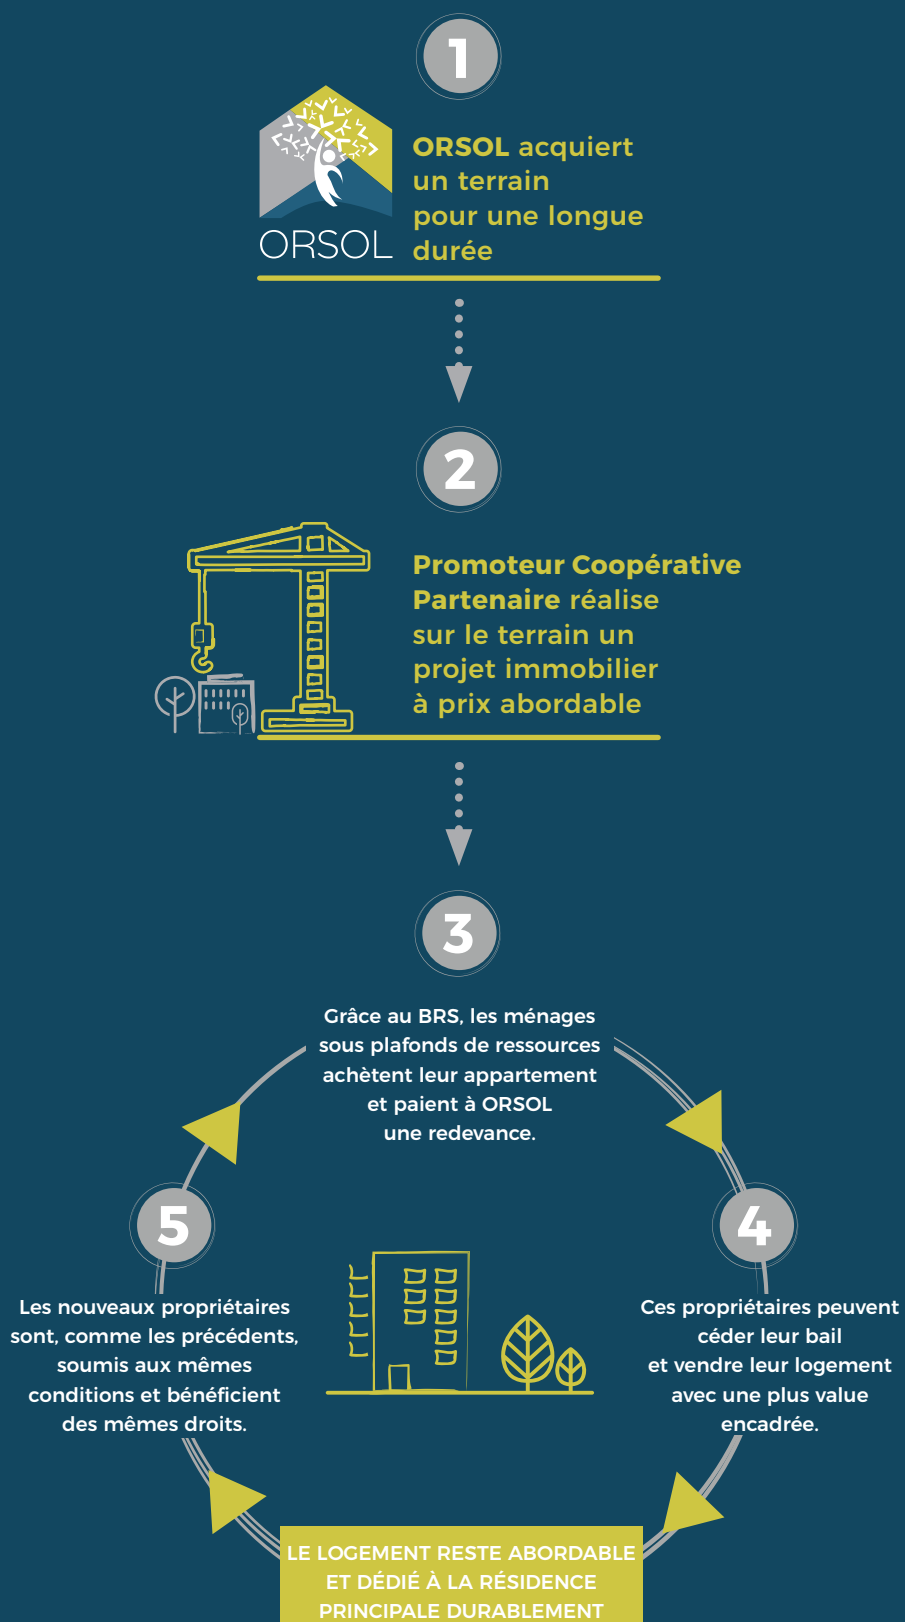 1
ORSOL
ORSOL acquiert
un terrain
pour une longue
durée
2
Promoteur Coopérative
Partenaire réalise
sur le terrain un
projet immobilier
à prix abordable
3
Grâce au BRS, les ménages
sous plafonds de ressources
achètent leur appartement
et paient à ORSOL
une redevance.
4
Ces propriétaires peuvent
céder leur bail
et vendre leur logement
avec une plus value
encadrée.
5
Les nouveaux propriétaires
sont, comme les précédents,
soumis aux mêmes
conditions et bénéficient
des mêmes droits.
LE LOGEMENT RESTE ABORDABLE
ET DÉDIÉ À LA RÉSIDENCE
PRINCIPALE DURABLEMENT